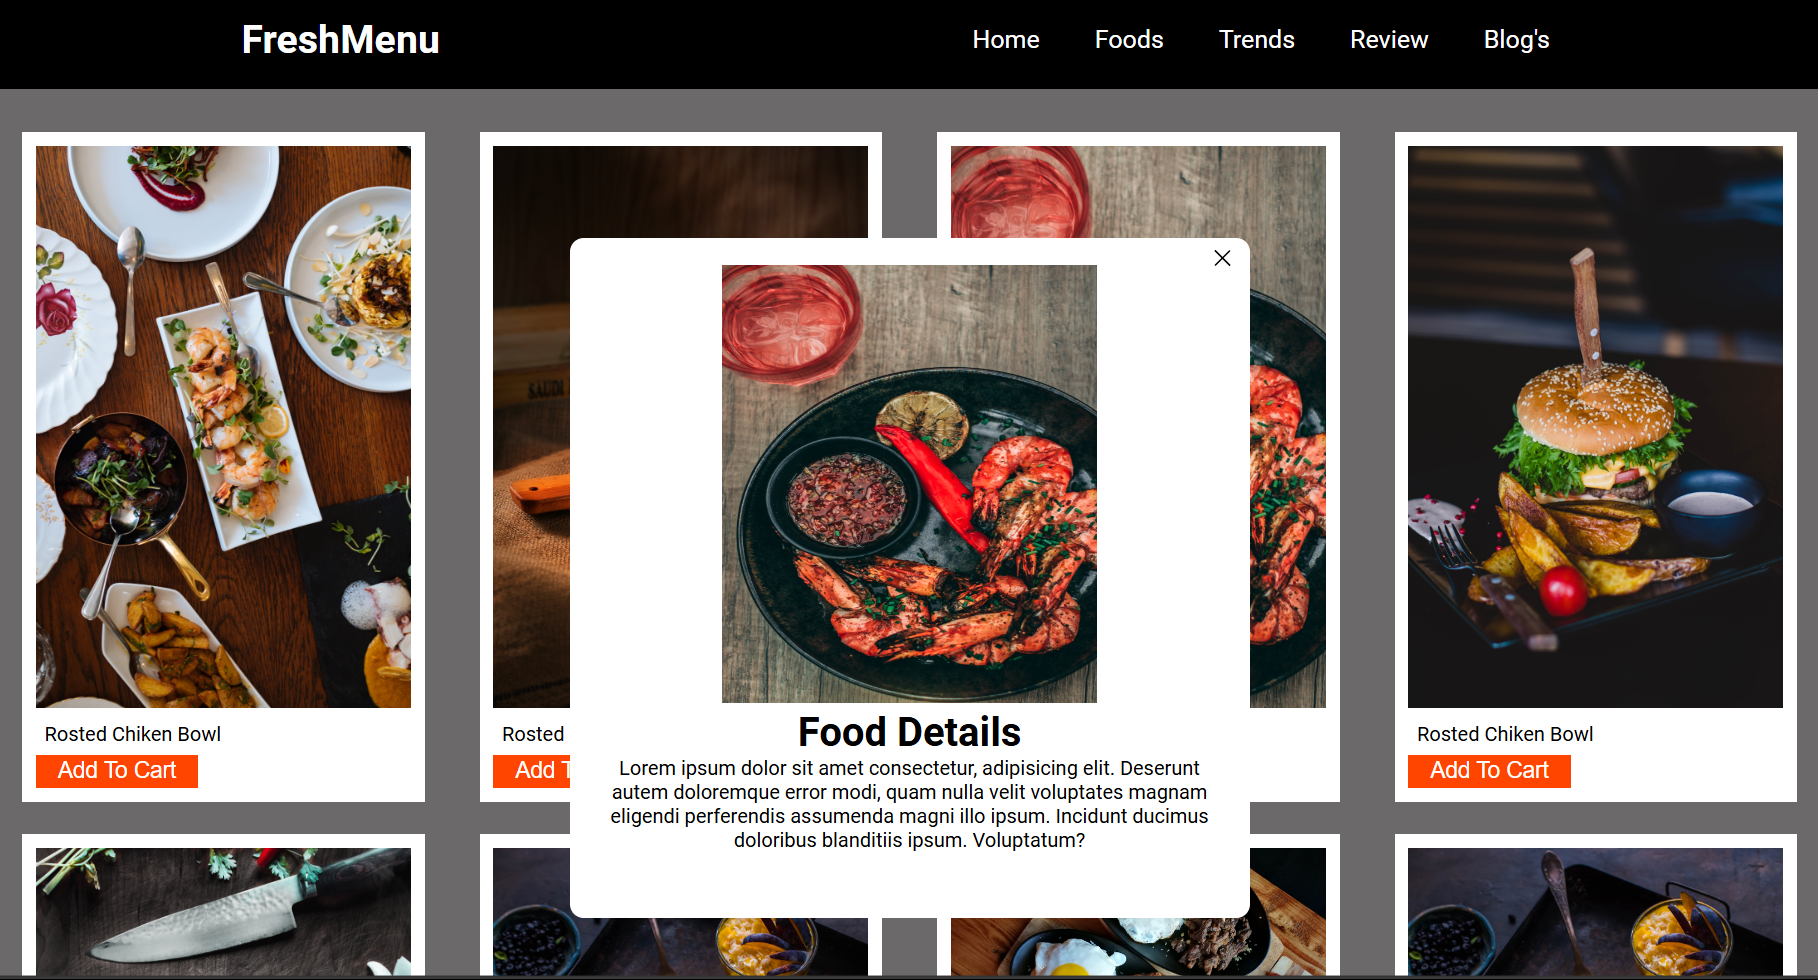 FreshMenu
Home
Foods
Trends
Review
Blog's
SAUDI
Rosted Chiken Bowl
Add To Cart
Rosted
Add T
Food Details
Lorem ipsum dolor sit amet consectetur, adipisicing elit. Deserunt
autem doloremque error modi, quam nulla velit voluptates magnam
eligendi perferendis assumenda magni illo ipsum. Incidunt ducimus
doloribus blanditiis ipsum. Voluptatum?
Rosted Chiken Bowl
Add To Cart